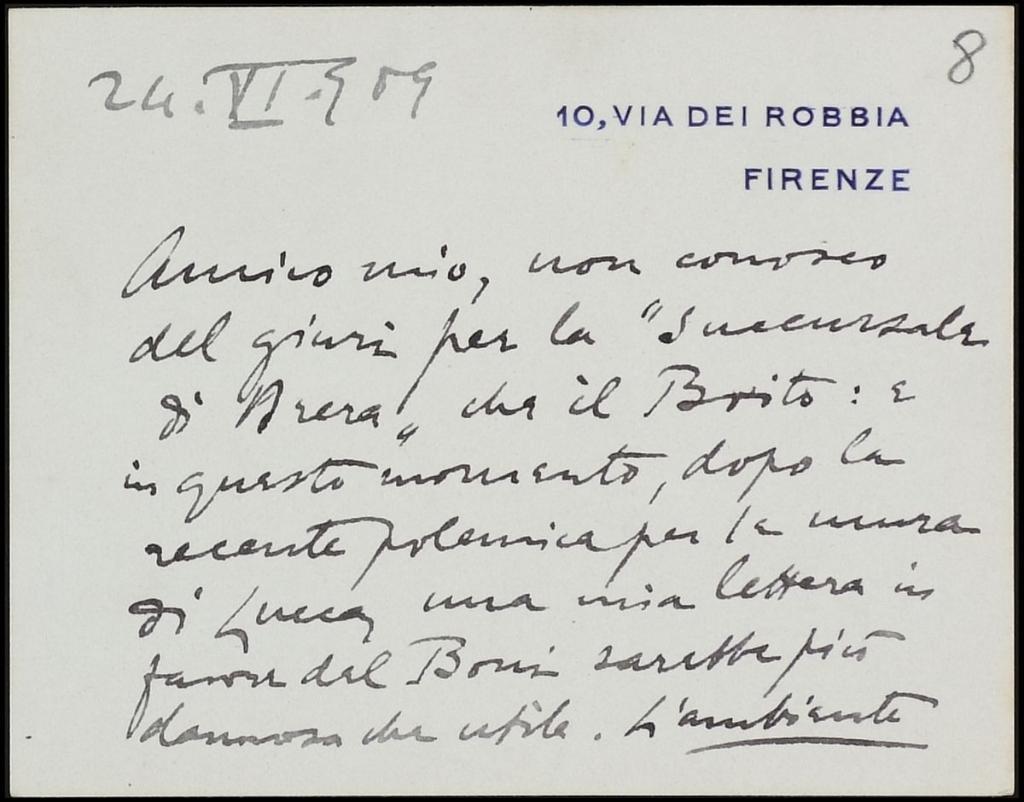 8
24.VI.909
10, VIA DEI ROBBIA
FIRENZE
Amico mio, non conosco
del giurì per la "Succursale
di Brera„ che il Boito: e
in questo momento, dopo la
recente polemica per le mura
di Lucca, una mia lettera in
favore del Boni sarebbe più
dannosa che utile. L'ambiente